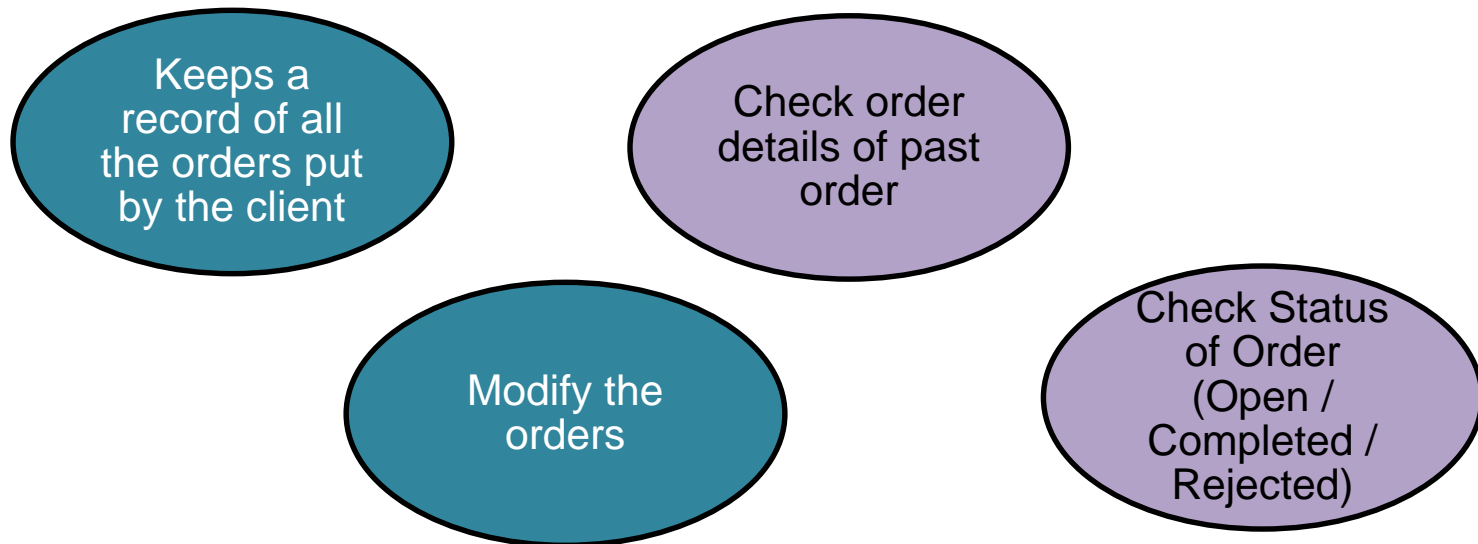 Keeps a
record of all
the orders put
by the client
Check order
details of past
order
Modify the
orders
Check Status
of Order
(Open /
Completed /
Rejected)